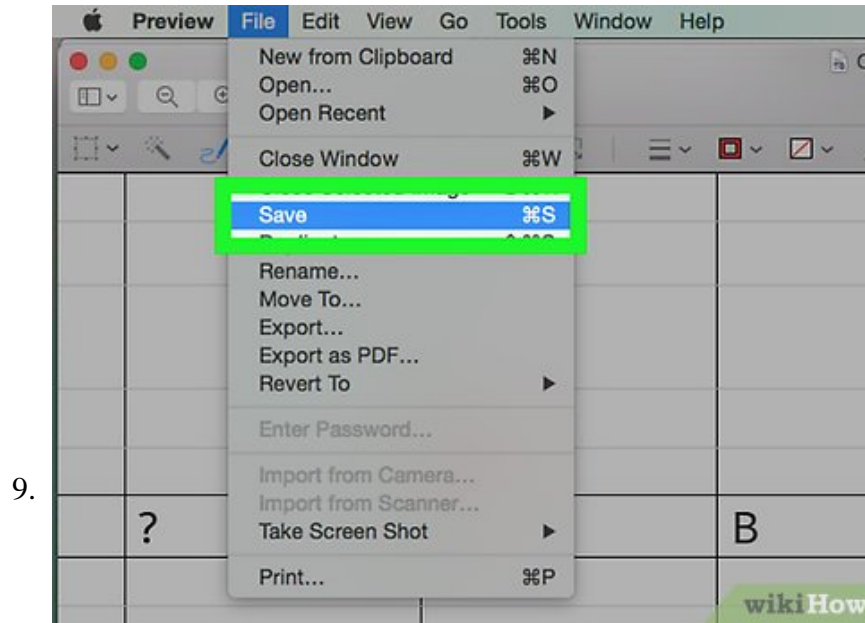 Preview File Edit View Go Tools Window Help
New from Clipboard ⌘N
Open... ⌘O
Open Recent ▶
Close Window ⌘W
Save ⌘S
Rename...
Move To...
Export...
Export as PDF...
Revert To ▶
Enter Password...
Import from Camera...
Import from Scanner...
Take Screen Shot ▶
Print... ⌘P
9.
? B
wikiHow